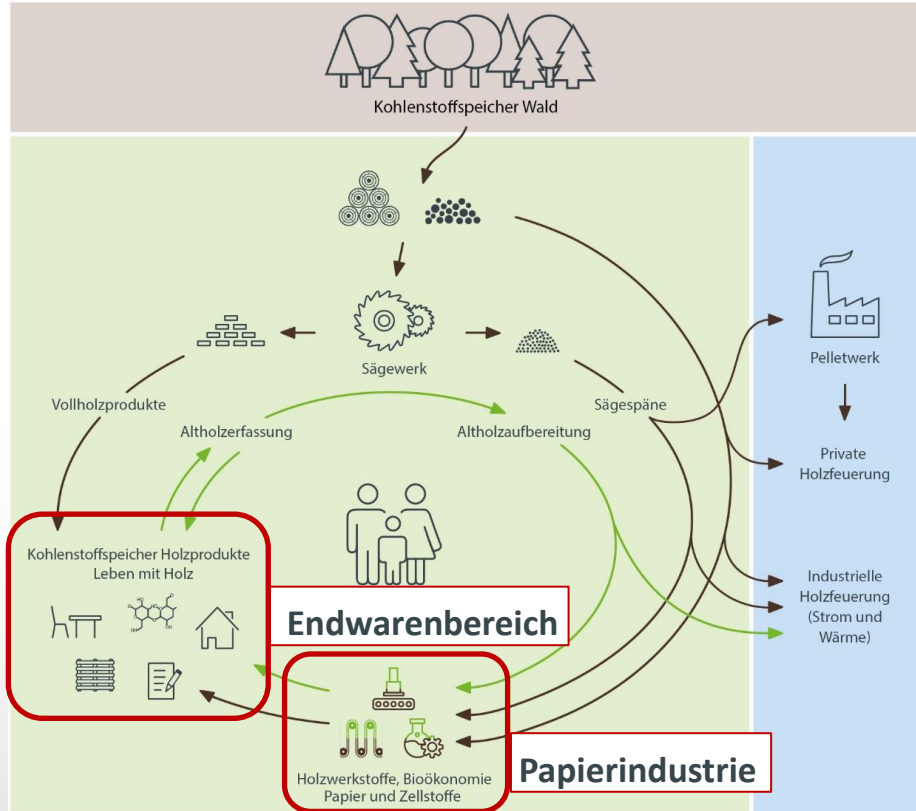 Kohlenstoffspeicher Wald
Sägewerk
Pelletwerk
Vollholzprodukte
Sägespäne
Altholzerfassung
Altholzaufbereitung
Private
Holzfeuerung
Kohlenstoffspeicher Holzprodukte
Leben mit Holz
Industrielle
Holzfeuerung
(Strom und
Wärme)
Endwarenbereich
Holzwerkstoffe, Bioökonomie
Papier und Zellstoffe
Papierindustrie